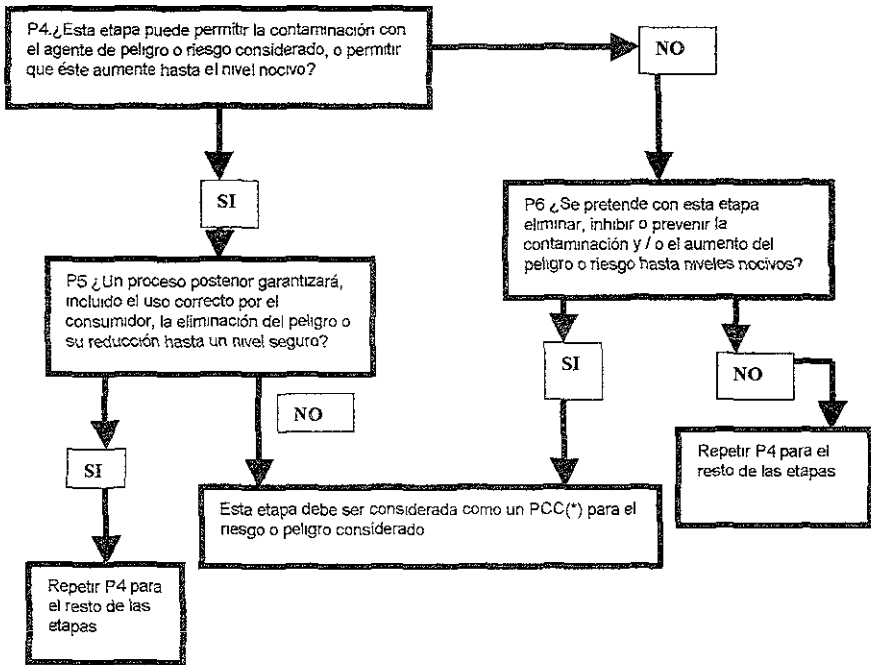 P4.¿Esta etapa puede permitir la contaminación con
el agente de peligro o riesgo considerado, o permitir
que éste aumente hasta el nivel nocivo?
NO
SI
P6 ¿Se pretende con esta etapa
eliminar, inhibir o prevenir la
contaminación y / o el aumento del
peligro o riesgo hasta niveles nocivos?
P5 ¿Un proceso posterior garantizará,
incluido el uso correcto por el
consumidor, la eliminación del peligro o
su reducción hasta un nivel seguro?
SI
NO
NO
SI
Repetir P4 para el
resto de las etapas
Esta etapa debe ser considerada como un PCC(*) para el
riesgo o peligro considerado
Repetir P4 para
el resto de las
etapas